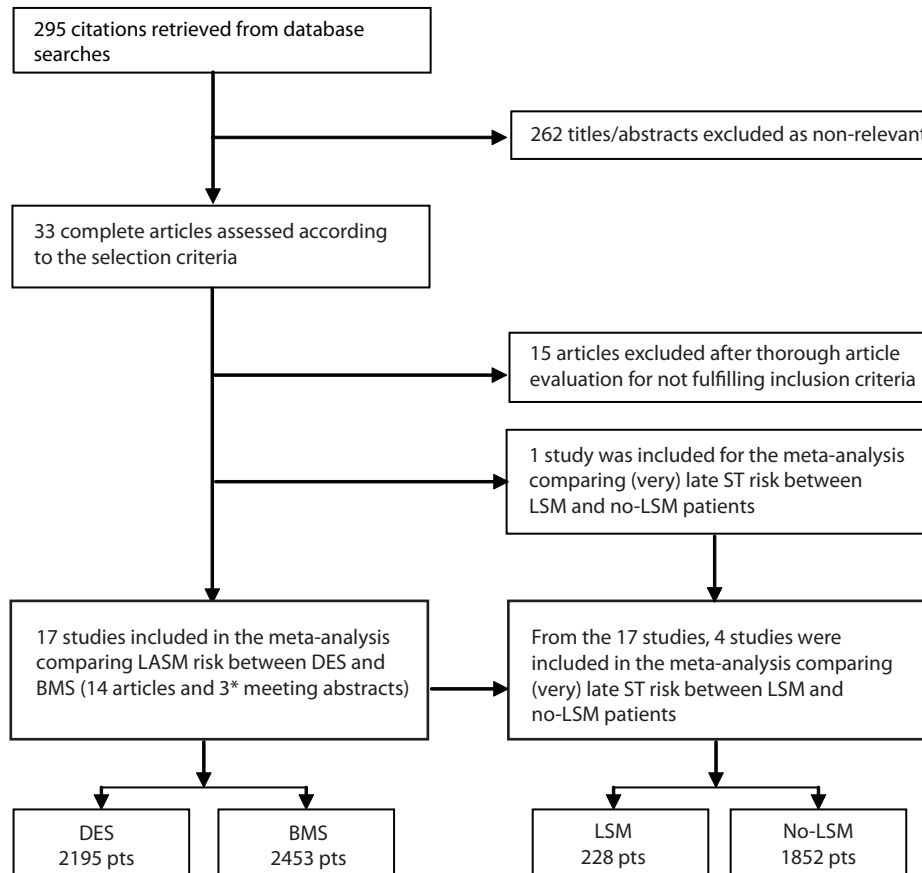 295 citations retrieved from database
searches
262 titles/abstracts excluded as non-relevant
33 complete articles assessed according
to the selection criteria
15 articles excluded after thorough article
evaluation for not fulfilling inclusion criteria
1 study was included for the meta-analysis
comparing (very) late ST risk between
LSM and no-LSM patients
17 studies included in the meta-analysis
comparing LASM risk between DES and
BMS (14 articles and 3* meeting abstracts)
From the 17 studies, 4 studies were
included in the meta-analysis comparing
(very) late ST risk between LSM and
no-LSM patients
DES
2195 pts
BMS
2453 pts
LSM
228 pts
No-LSM
1852 pts